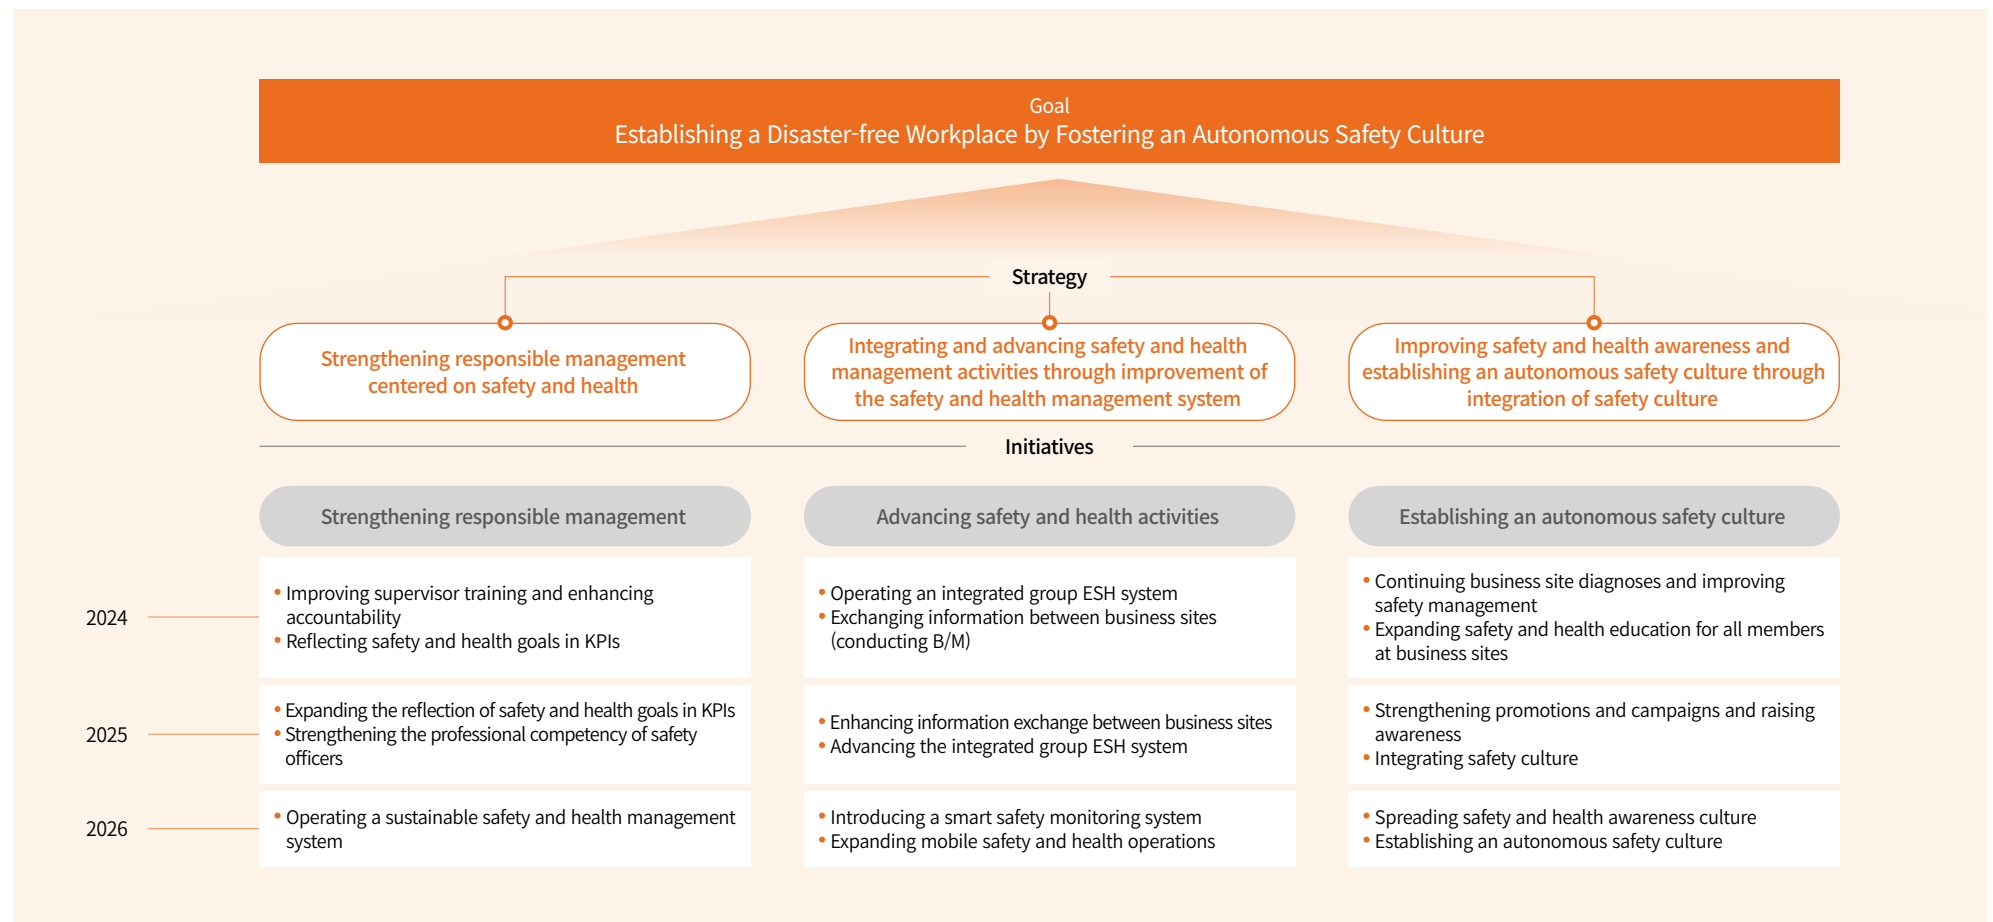 Goal
Establishing a Disaster-free Workplace by Fostering an Autonomous Safety Culture
Strategy
Strengthening responsible management
centered on safety and health
Integrating and advancing safety and health
management activities through improvement of
the safety and health management system
Improving safety and health awareness and
establishing an autonomous safety culture through
integration of safety culture
Initiatives
Strengthening responsible management
Advancing safety and health activities
Establishing an autonomous safety culture
2024
• Improving supervisor training and enhancing
accountability
• Reflecting safety and health goals in KPIs
• Operating an integrated group ESH system
• Exchanging information between business sites
(conducting B/M)
• Continuing business site diagnoses and improving
safety management
• Expanding safety and health education for all members
at business sites
2025
• Expanding the reflection of safety and health goals in KPIs
• Strengthening the professional competency of safety
officers
• Enhancing information exchange between business sites
• Advancing the integrated group ESH system
• Strengthening promotions and campaigns and raising
awareness
• Integrating safety culture
2026
• Operating a sustainable safety and health management
system
• Introducing a smart safety monitoring system
• Expanding mobile safety and health operations
• Spreading safety and health awareness culture
• Establishing an autonomous safety culture